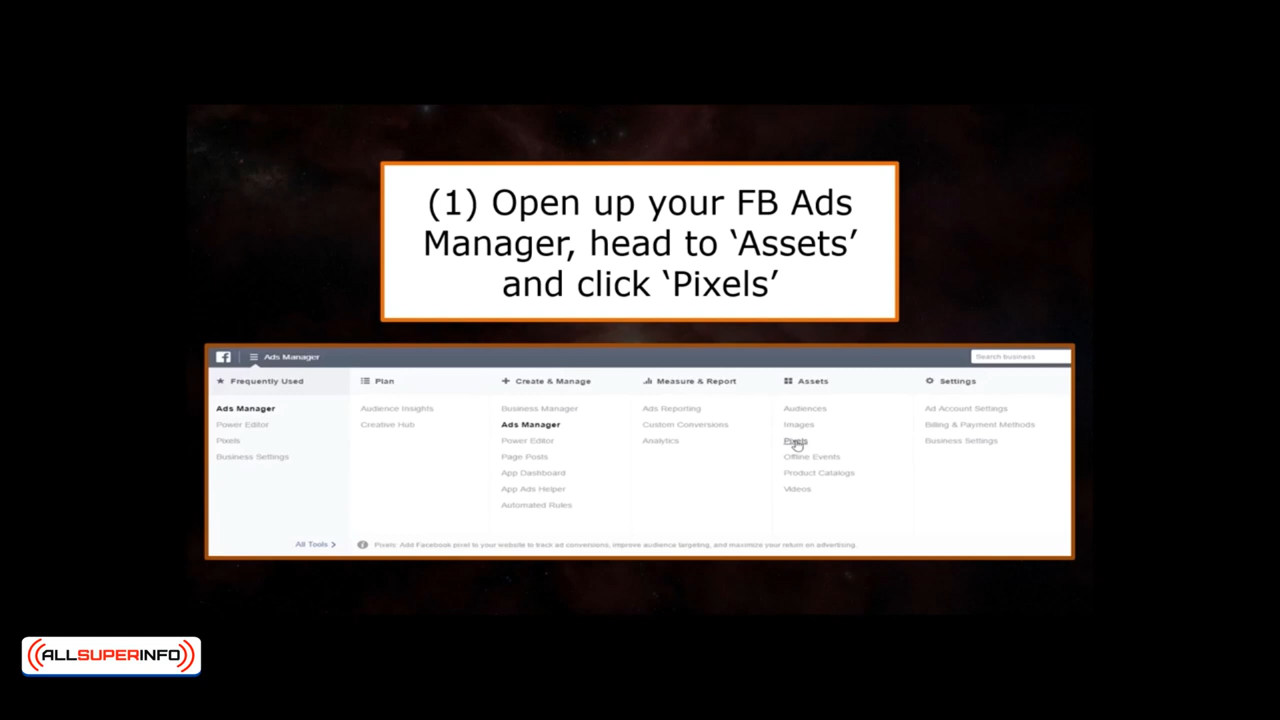 (1) Open up your FB Ads
Manager, head to ‘Assets’
and click ‘Pixels’
Ads Manager
Search business
Frequently Used
Ads Manager
Power Editor
Pixels
Business Settings
All Tools
Plan
Audience Insights
Creative Hub
Create & Manage
Business Manager
Ads Manager
Power Editor
Page Posts
App Dashboard
App Ads Helper
Automated Rules
Measure & Report
Ads Reporting
Custom Conversions
Analytics
Assets
Audiences
Images
Pixels
Offline Events
Product Catalogs
Videos
Settings
Ad Account Settings
Billing & Payment Methods
Business Settings
Pixels: Add Facebook pixel to your website to track ad conversions, improve audience targeting, and maximize your return on advertising.
ALLSUPERINFO